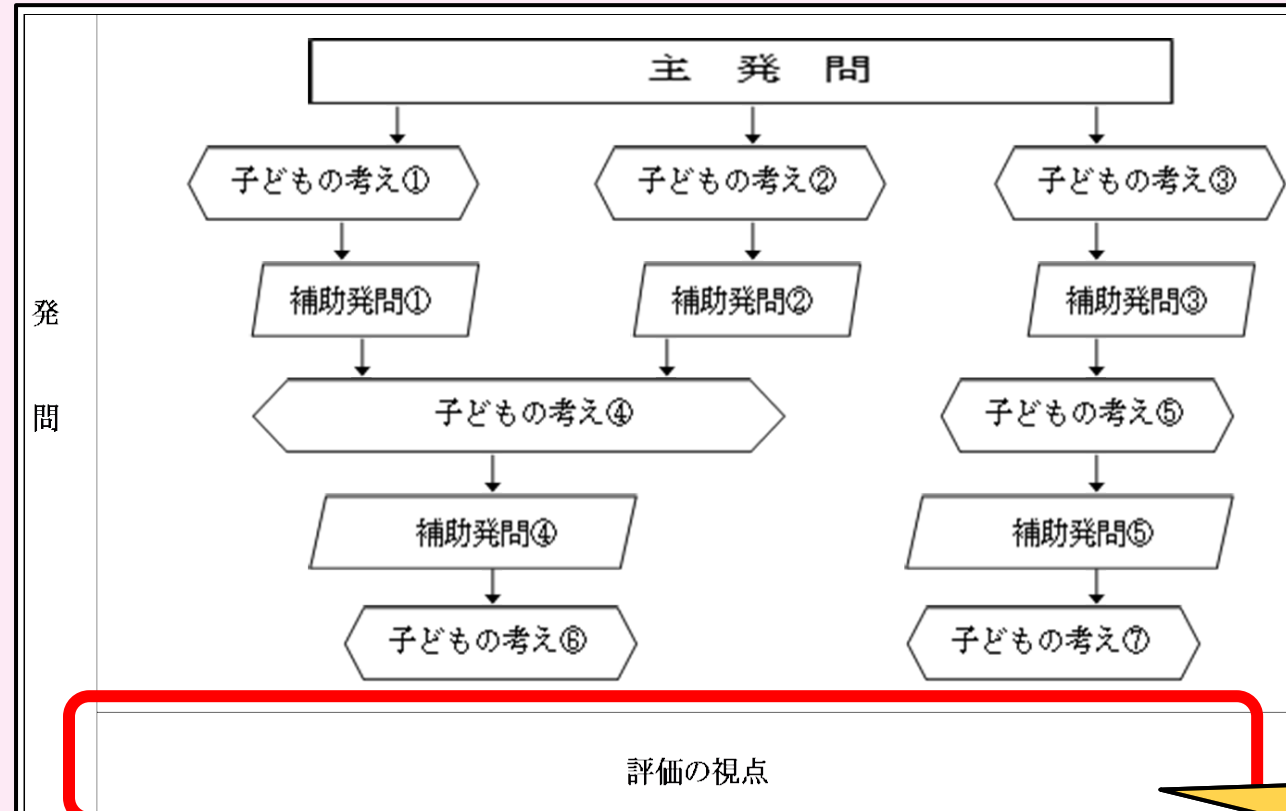 主 発 問
子どもの考え① 子どもの考え② 子どもの考え③
補助発問① 補助発問② 補助発問③
発
問
子どもの考え④ 子どもの考え⑤
補助発問④ 補助発問⑤
子どもの考え⑥ 子どもの考え⑦
評価の視点